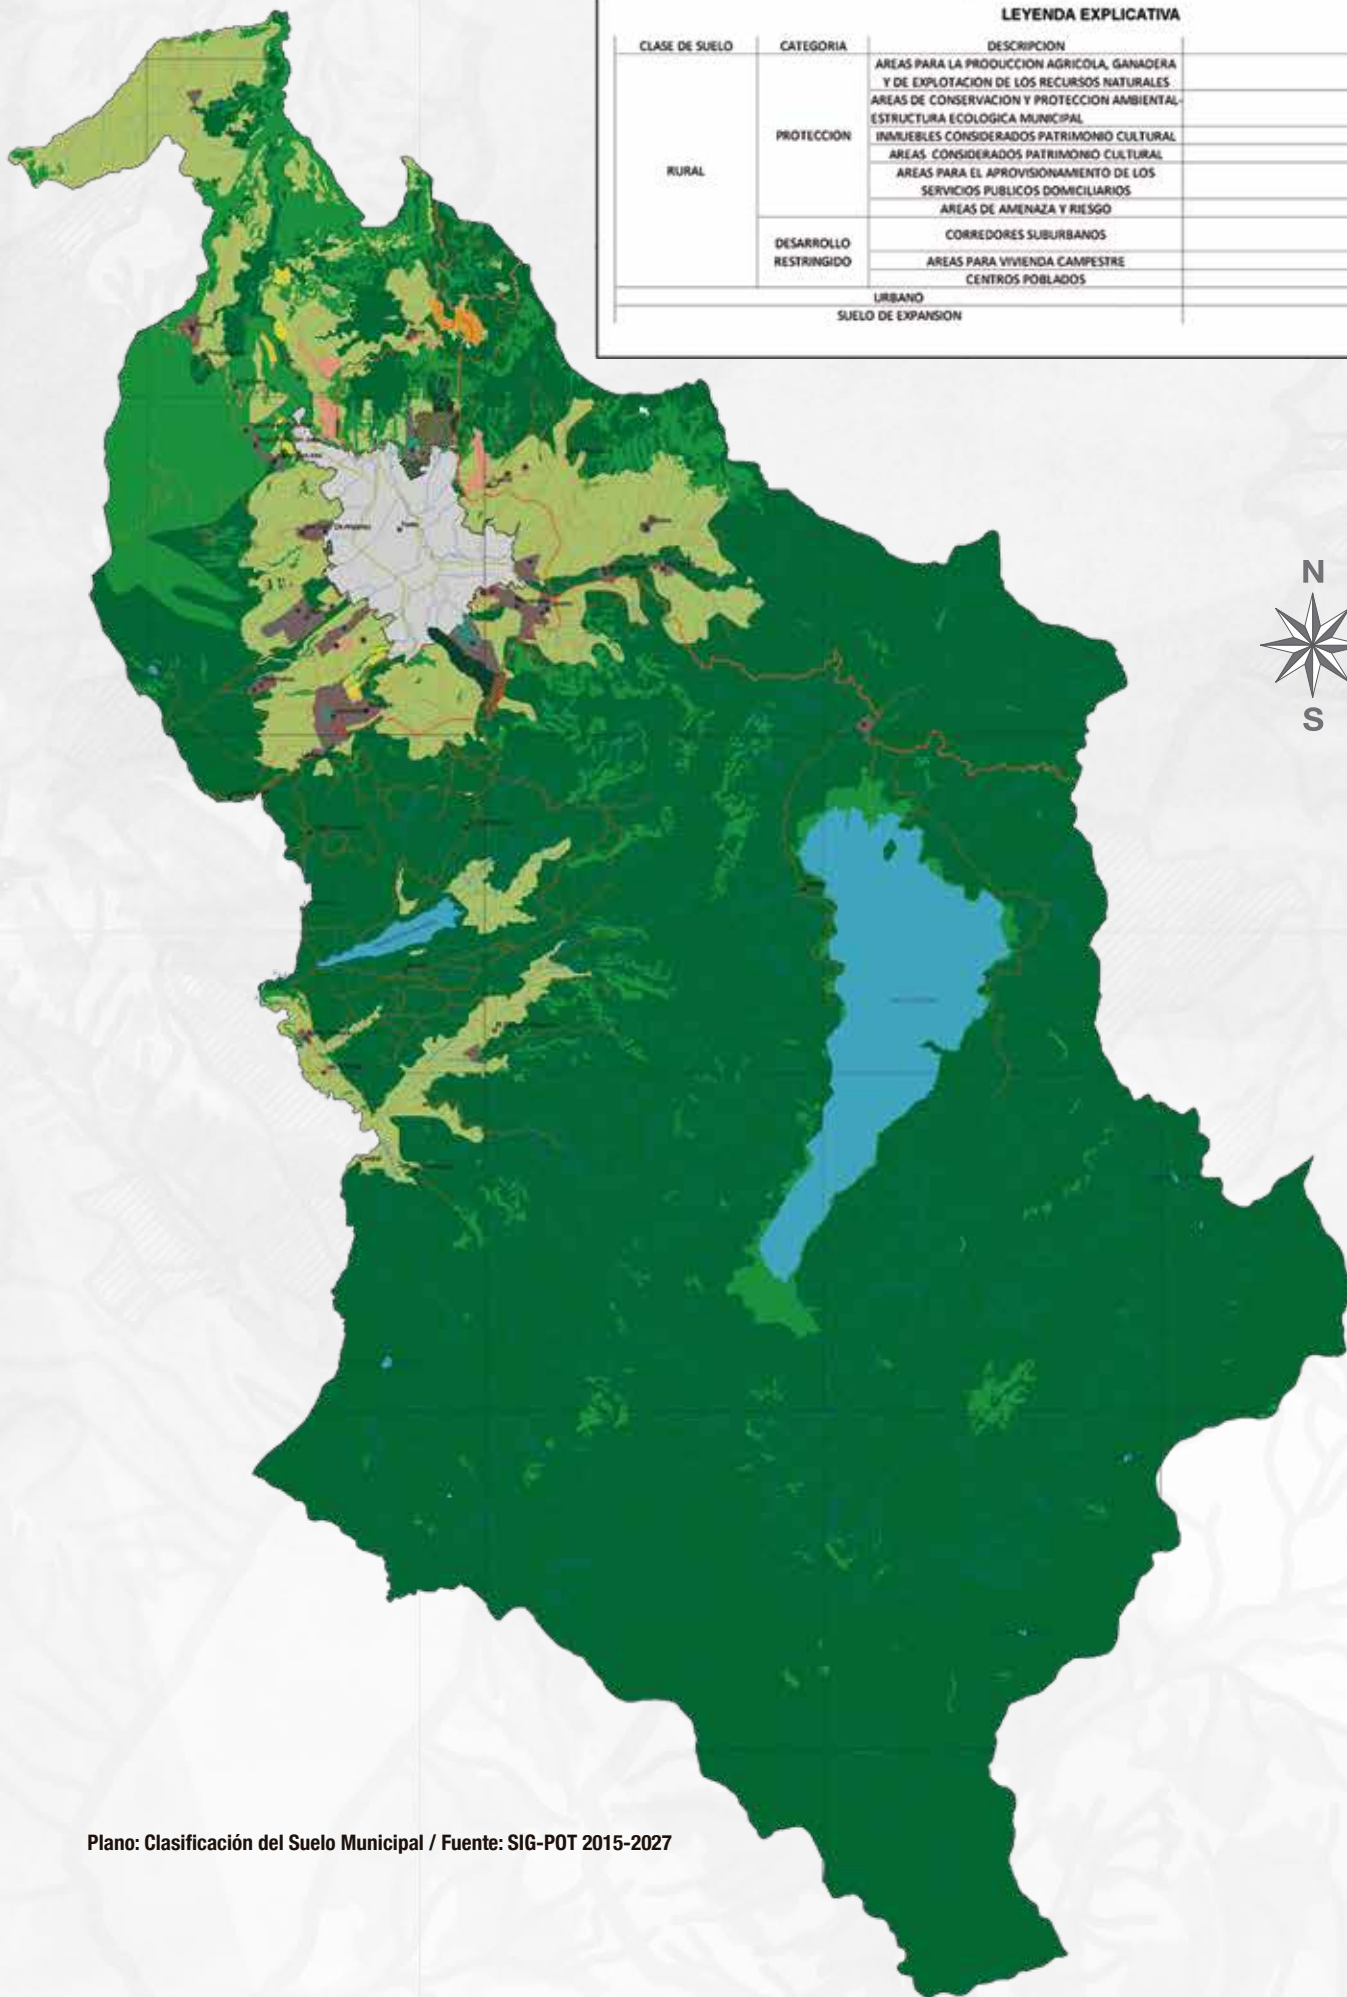 LEYENDA EXPLICATIVA
CLASE DE SUELO
CATEGORIA
DESCRIPCION
RURAL
PROTECCION
AREAS PARA LA PRODUCCION AGRICOLA, GANADERA
Y DE EXPLOTACION DE LOS RECURSOS NATURALES
AREAS DE CONSERVACION Y PROTECCION AMBIENTAL-
ESTRUCTURA ECOLOGICA MUNICIPAL
INMUEBLES CONSIDERADOS PATRIMONIO CULTURAL
AREAS CONSIDERADOS PATRIMONIO CULTURAL
AREAS PARA EL APROVISIONAMIENTO DE LOS
SERVICIOS PUBLICOS DOMICILIARIOS
AREAS DE AMENAZA Y RIESGO
DESARROLLO
RESTRINGIDO
CORREDORES SUBURBANOS
AREAS PARA VIVIENDA CAMPESTRE
CENTROS POBLADOS
URBANO
SUELO DE EXPANSION
N
S
Plano: Clasificación del Suelo Municipal / Fuente: SIG-POT 2015-2027